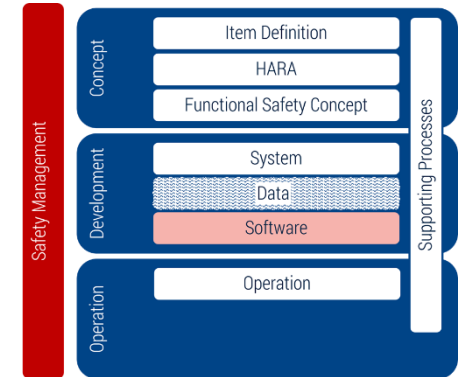 Safety Management
Concept
Item Definition
HARA
Functional Safety Concept
Development
System
Data
Software
Operation
Operation
Supporting Processes